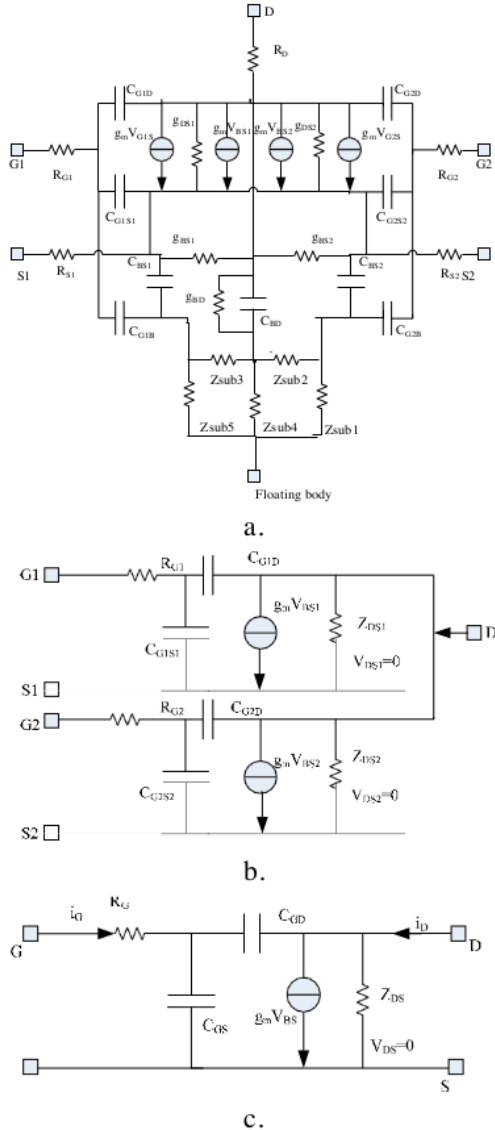 D
R_D
C_G1D
C_G2D
g_DS1
g_mV_G1S
g_mV_BS1
g_mV_BS2
g_DS2
g_mV_G2S
G1
G2
R_G1
R_G2
C_G1S1
C_G2S2
g_BS1
g_BS2
S1
S2
C_BS1
C_BS2
R_S1
R_S2
g_BD
C_BD
C_G1B
C_G2B
Zsub3
Zsub2
Zsub5
Zsub4
Zsub1
Floating body
a.
G1
R_G1
C_G1D
g_mV_BS1
Z_DS1
C_G1S1
V_DS1=0
D
S1
G2
R_G2
C_G2D
g_mV_BS2
Z_DS2
C_G2S2
V_DS2=0
S2
b.
i_G
R_G
C_GD
i_D
G
D
Z_DS
C_GS
g_mV_BS
V_DS=0
S
c.